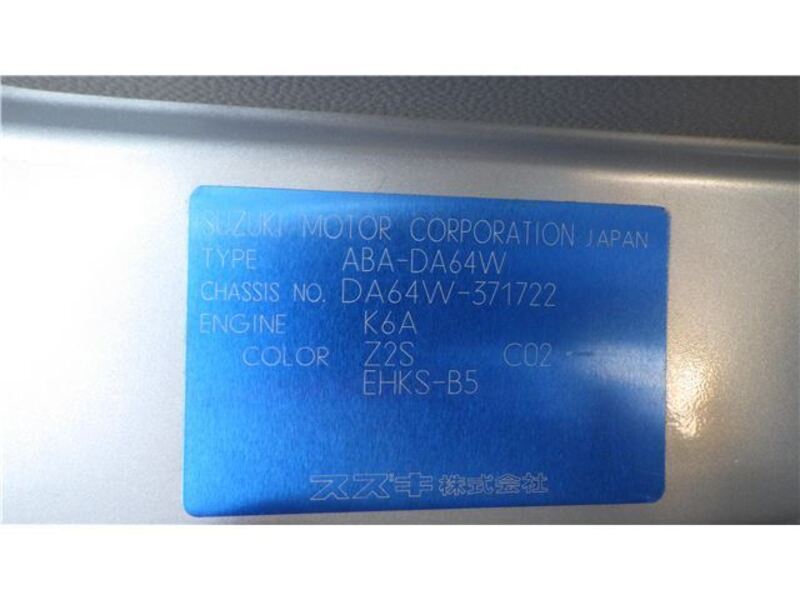 SUZUKI MOTOR CORPORATION JAPAN
TYPE ABA-DA64W
CHASSIS NO. DA64W-371722
ENGINE K6A
COLOR Z2S C02 -
EHKS-B5
スズキ株式会社